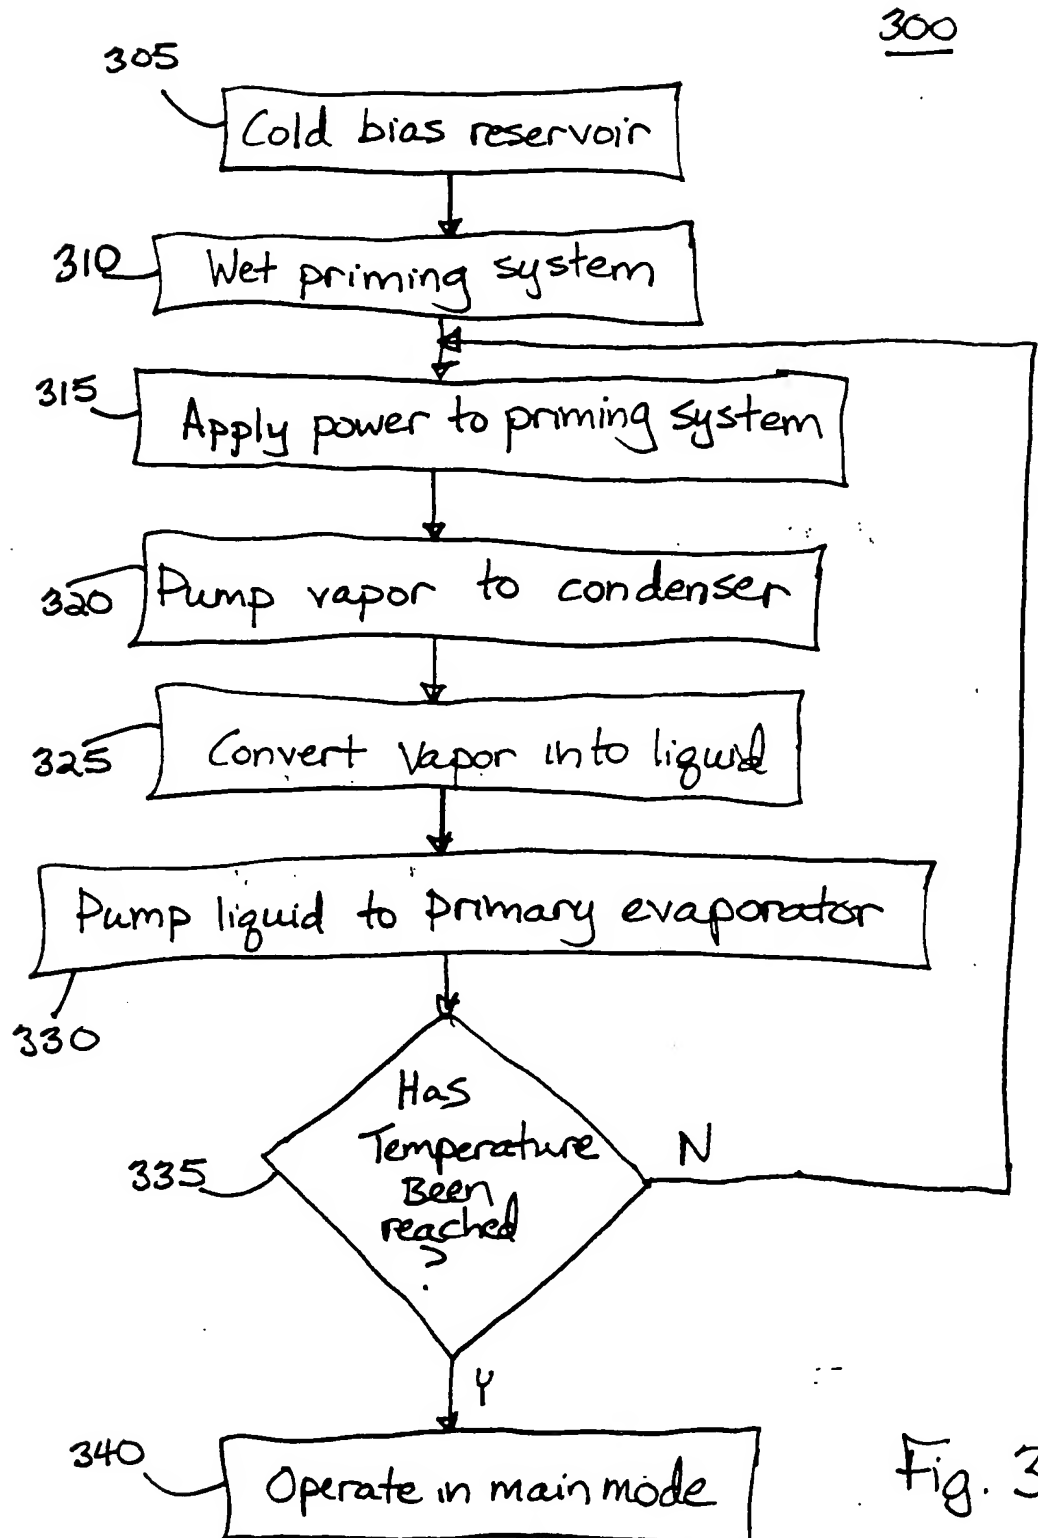 300
305
Cold bias reservoir
310
Wet priming system
315
Apply power to priming system
320
Pump vapor to condenser
325
Convert vapor into liquid
Pump liquid to primary evaporator
330
Has
Temperature
Been
reached
?
335
N
Y
340
Operate in main mode
Fig. 3